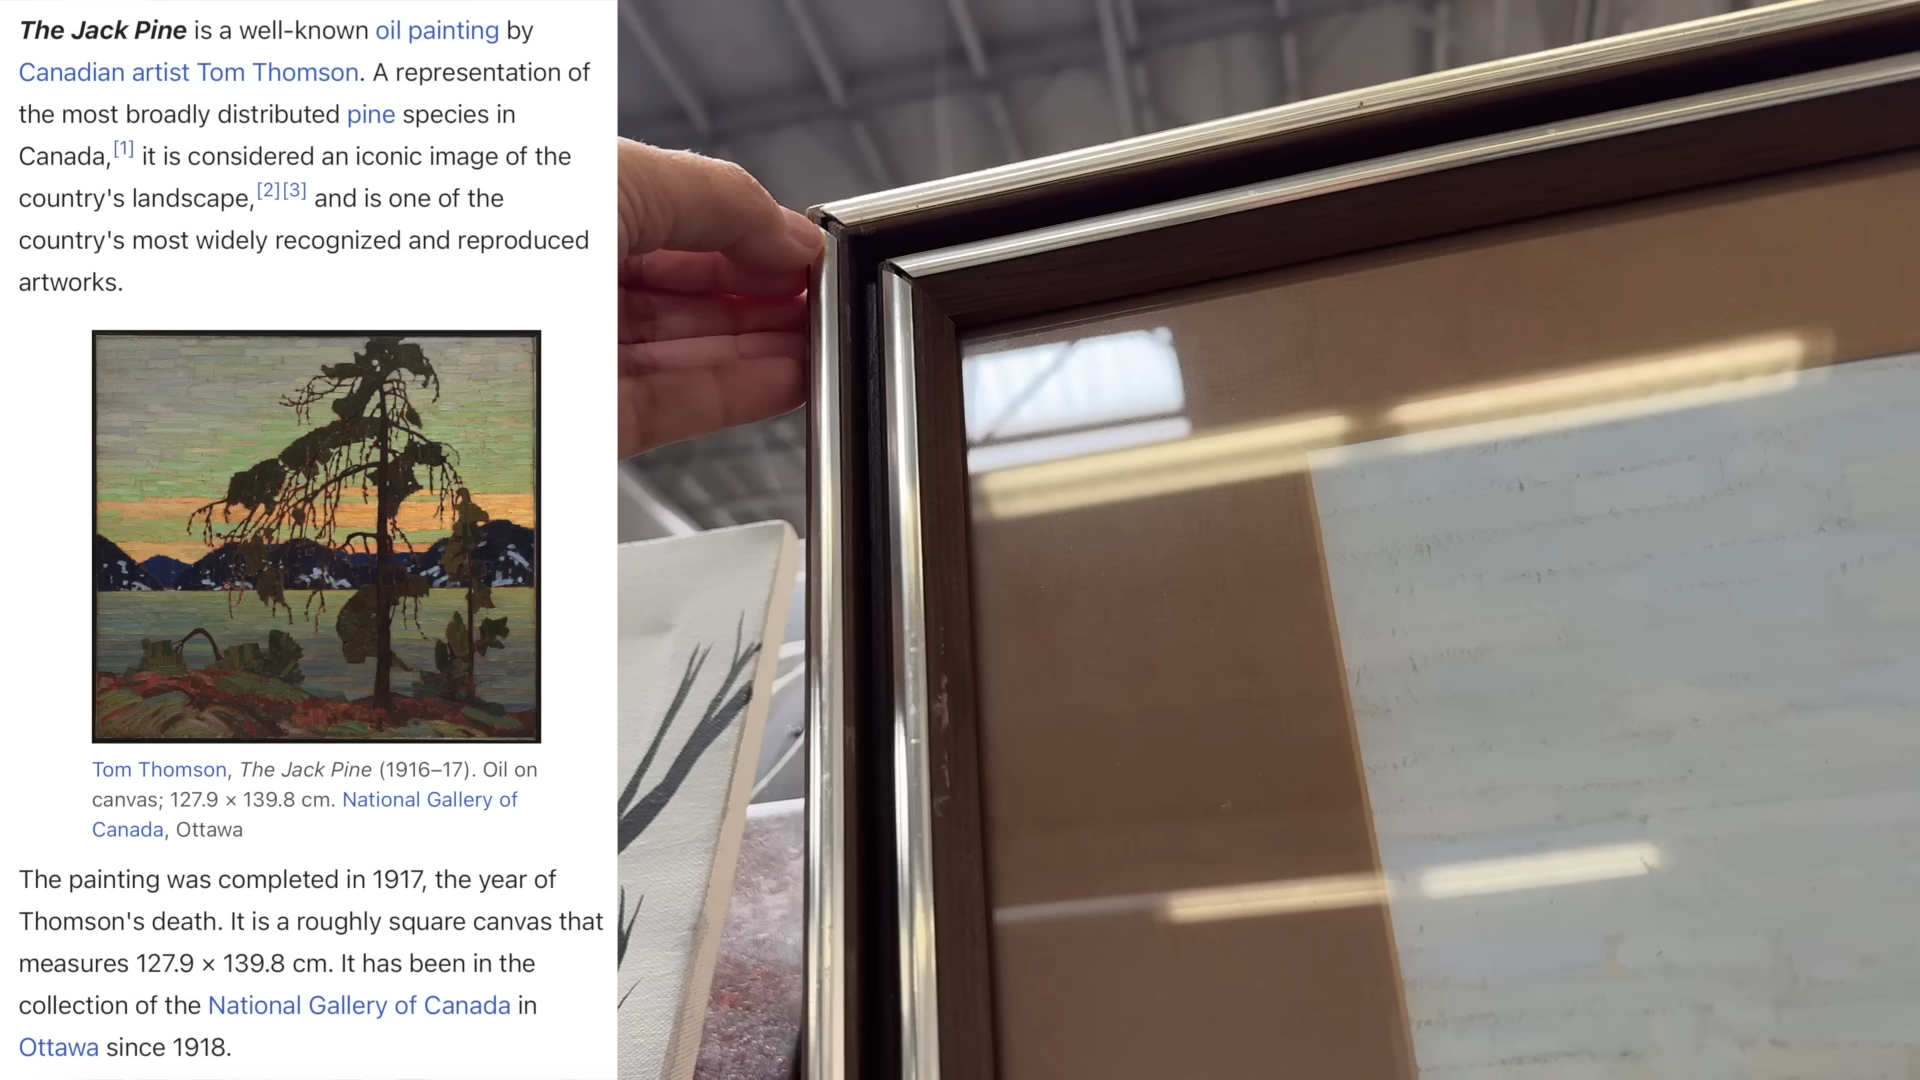 The Jack Pine is a well-known oil painting by
Canadian artist Tom Thomson. A representation of
the most broadly distributed pine species in
Canada,[1] it is considered an iconic image of the
country's landscape,[2][3] and is one of the
country's most widely recognized and reproduced
artworks.
Tom Thomson, The Jack Pine (1916–17). Oil on
canvas; 127.9 × 139.8 cm. National Gallery of
Canada, Ottawa
The painting was completed in 1917, the year of
Thomson's death. It is a roughly square canvas that
measures 127.9 × 139.8 cm. It has been in the
collection of the National Gallery of Canada in
Ottawa since 1918.